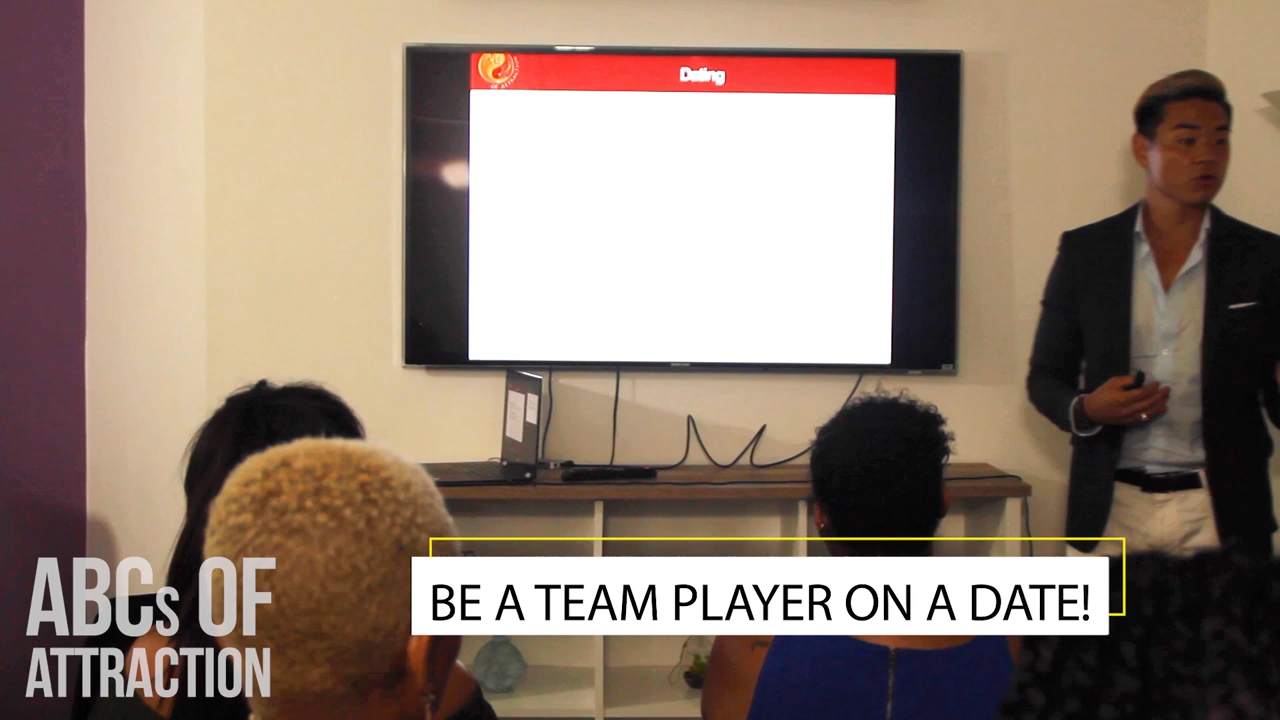 Dating
BE A TEAM PLAYER ON A DATE!
ABCs OF
ATTRACTION